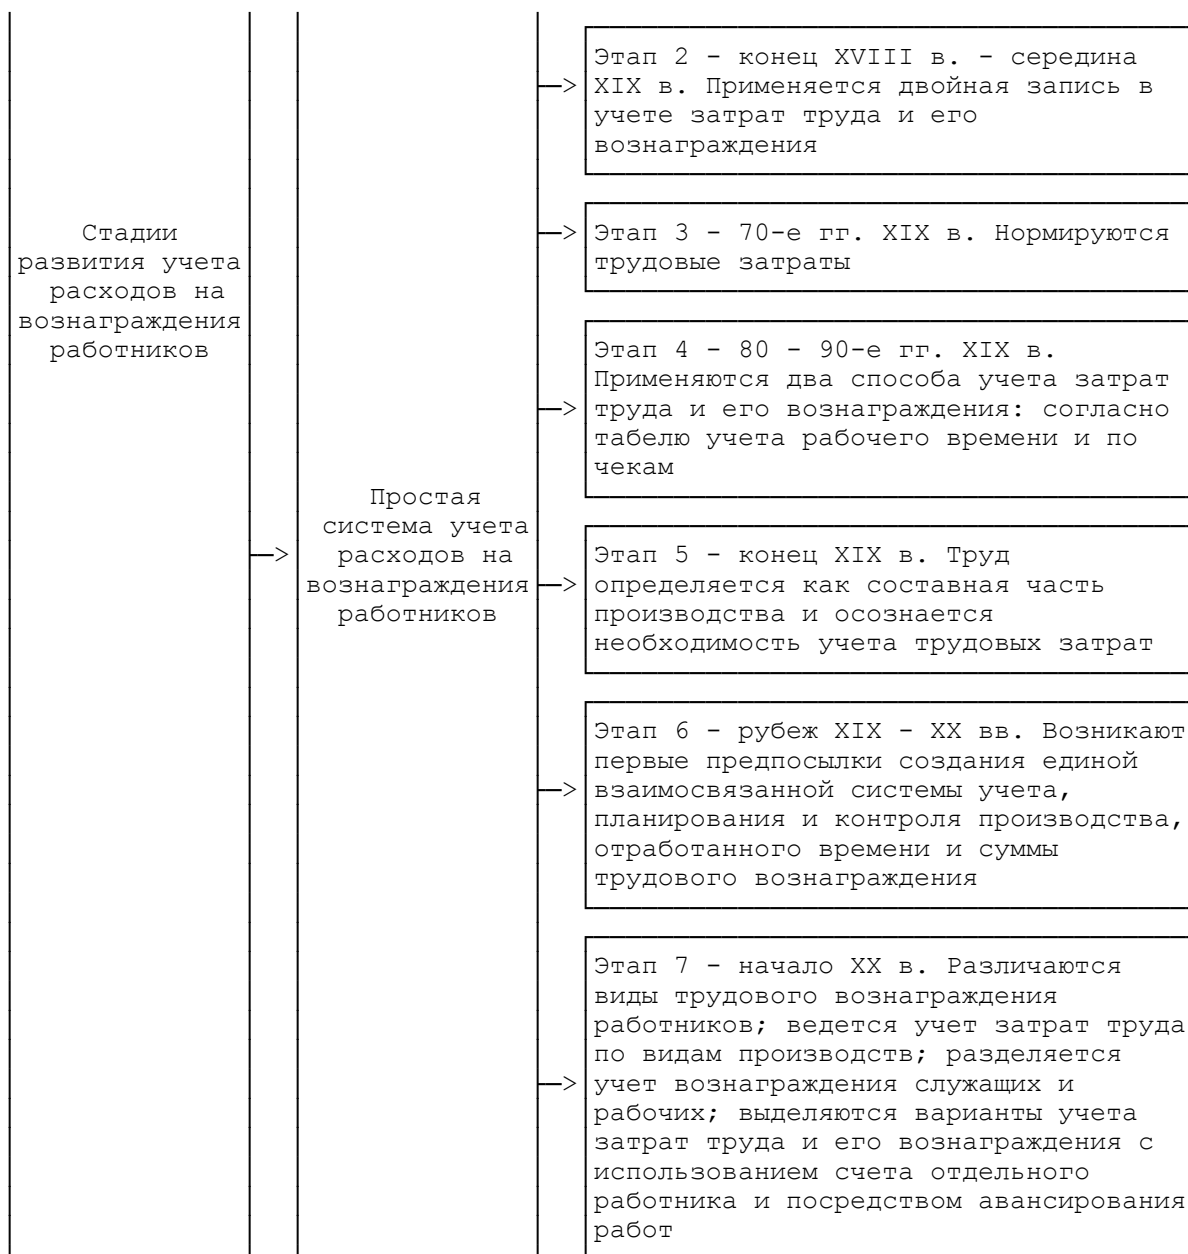 Стадии
развития учета
расходов на
вознаграждения
работников
Простая
система учета
расходов на
вознаграждения
работников
Этап 2 - конец XVIII в. - середина
XIX в. Применяется двойная запись в
учете затрат труда и его
вознаграждения
Этап 3 - 70-е гг. XIX в. Нормируются
трудовые затраты
Этап 4 - 80 - 90-е гг. XIX в.
Применяются два способа учета затрат
труда и его вознаграждения: согласно
табелю учета рабочего времени и по
чекам
Этап 5 - конец XIX в. Труд
определяется как составная часть
производства и осознается
необходимость учета трудовых затрат
Этап 6 - рубеж XIX - XX вв. Возникают
первые предпосылки создания единой
взаимосвязанной системы учета,
планирования и контроля производства,
отработанного времени и суммы
трудового вознаграждения
Этап 7 - начало XX в. Различаются
виды трудового вознаграждения
работников; ведется учет затрат труда
по видам производств; разделяется
учет вознаграждения служащих и
рабочих; выделяются варианты учета
затрат труда и его вознаграждения с
использованием счета отдельного
работника и посредством авансирования
работ